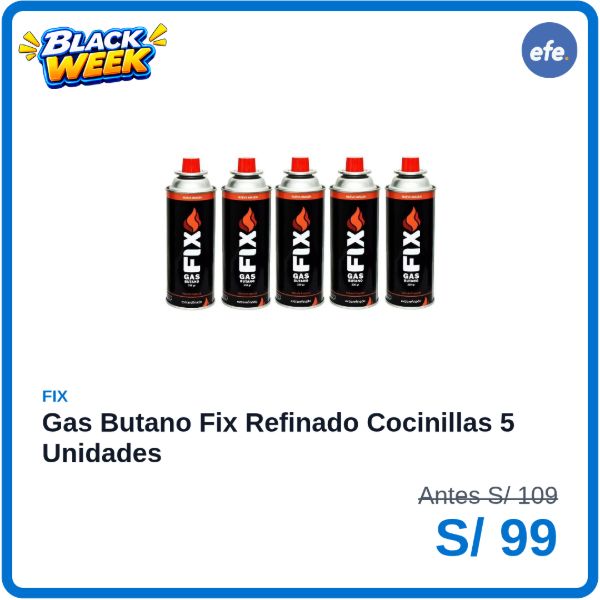 BLACK
WEEK
efe.
FIX
GAS
BUTANO
FIX
GAS
BUTANO
FIX
GAS
BUTANO
FIX
GAS
BUTANO
FIX
GAS
BUTANO
FIX
Gas Butano Fix Refinado Cocinillas 5
Unidades
Antes S/ 109
S/ 99